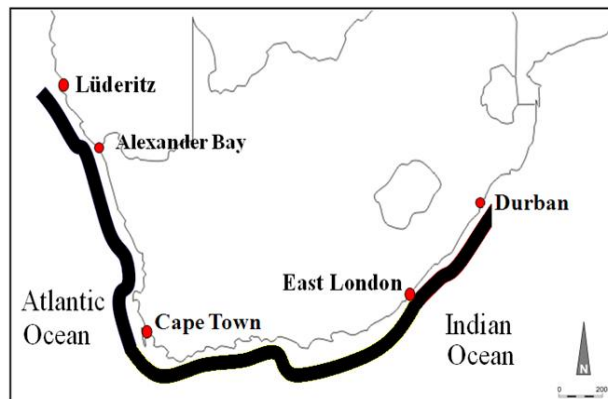 Lüderitz
Alexander Bay
Durban
East London
Atlantic
Ocean
Cape Town
Indian
Ocean
N
0
200